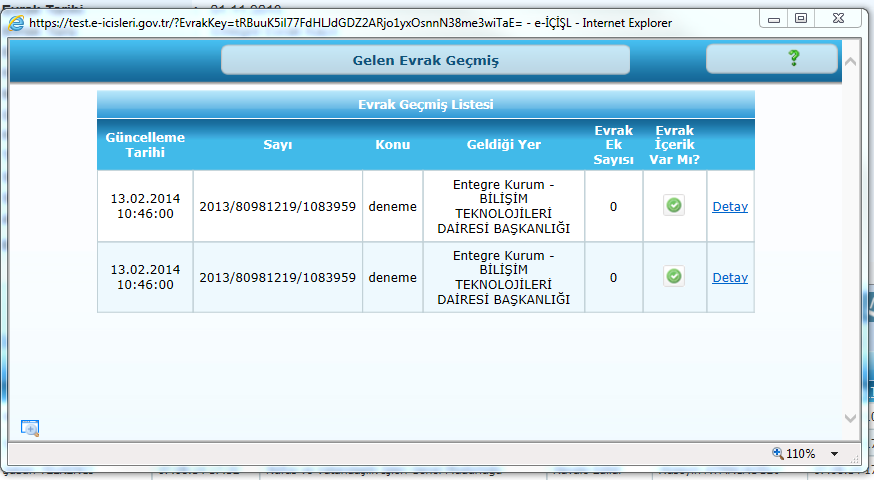 https://test.e-icisleri.gov.tr/?EvrakKey=tRBuuK5il77FdHLJdGDZ2ARjo1yxOsnnN38me3wiTaE= - e-İÇİŞL - Internet Explorer
Gelen Evrak Geçmiş
?
Evrak Geçmiş Listesi
Güncelleme Tarihi
Sayı
Konu
Geldiği Yer
Evrak Ek Sayısı
Evrak İçerik Var Mı?
13.02.2014
10:46:00
2013/80981219/1083959
deneme
Entegre Kurum -
BİLİŞİM
TEKNOLOJİLERİ
DAİRESİ BAŞKANLIĞI
0
Detay
13.02.2014
10:46:00
2013/80981219/1083959
deneme
Entegre Kurum -
BİLİŞİM
TEKNOLOJİLERİ
DAİRESİ BAŞKANLIĞI
0
Detay
110%